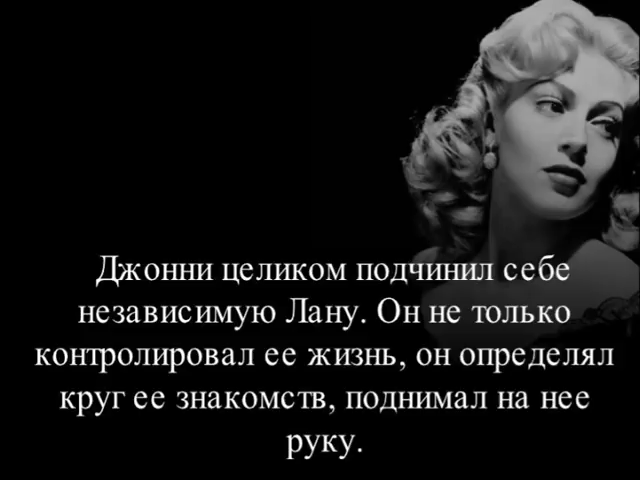 Джонни целиком подчинил себе
независимую Лану. Он не только
контролировал ее жизнь, он определял
круг ее знакомств, поднимал на нее
руку.